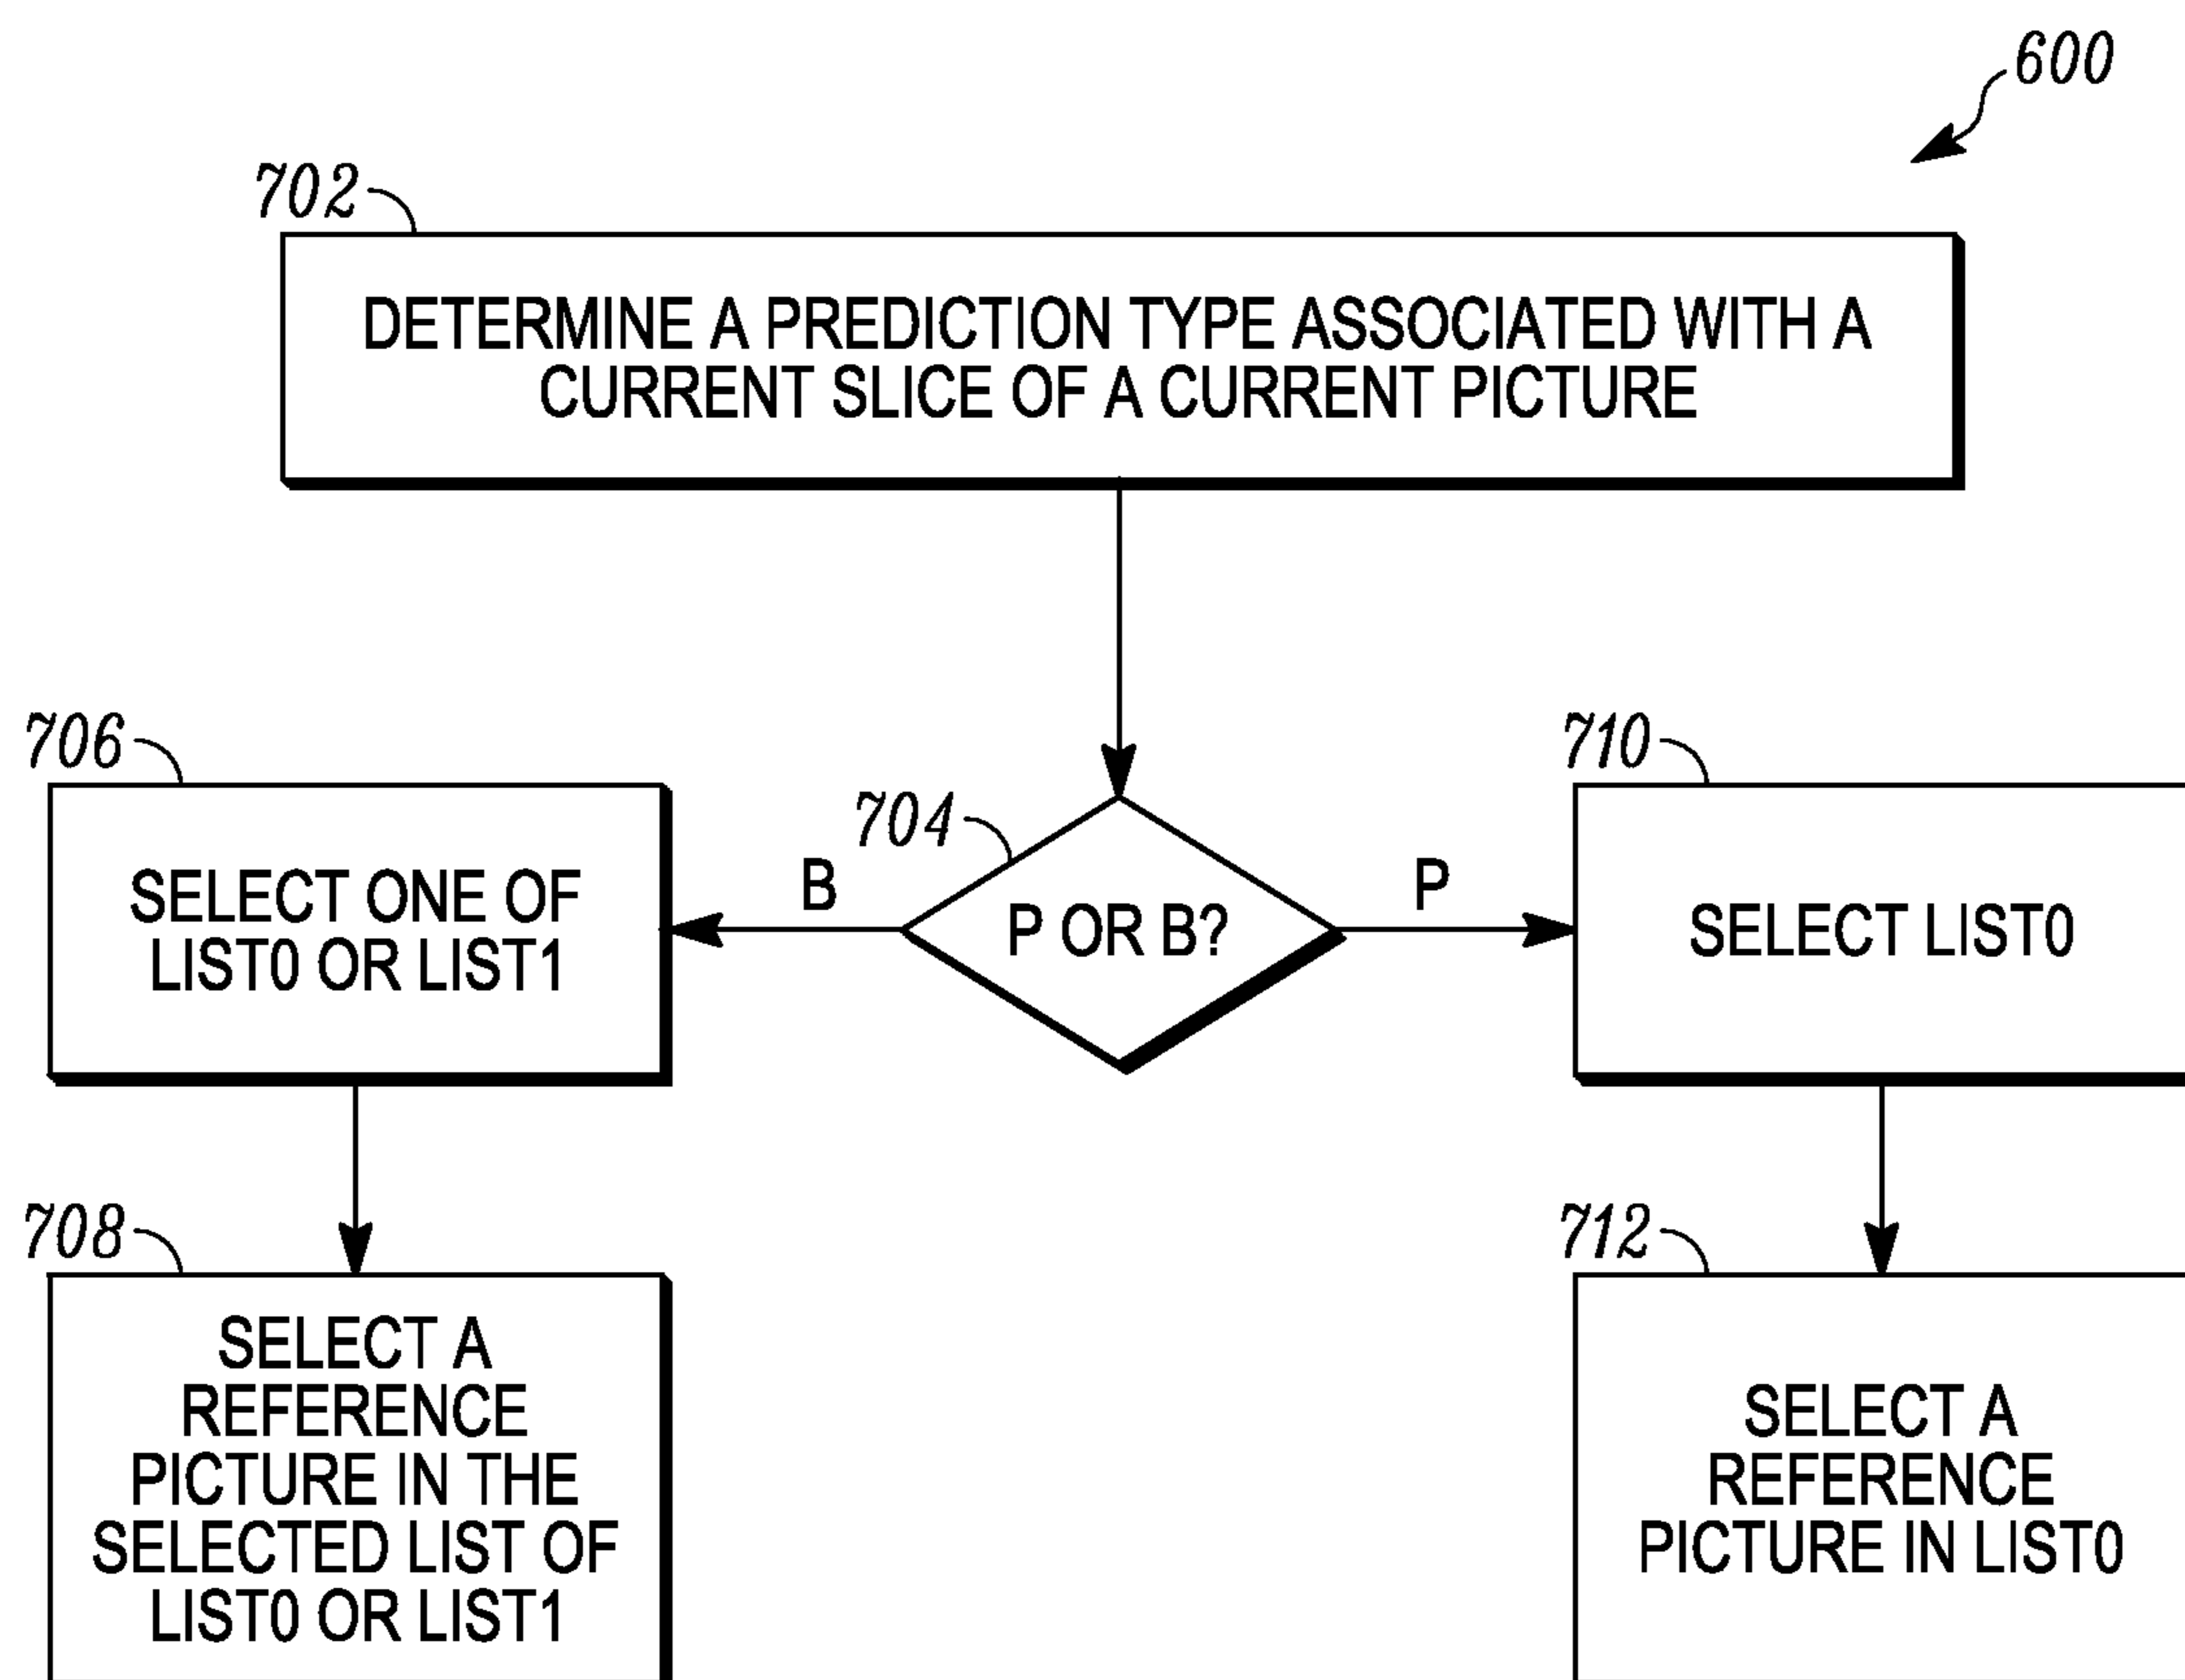 600
702
DETERMINE A PREDICTION TYPE ASSOCIATED WITH A
CURRENT SLICE OF A CURRENT PICTURE
706
SELECT ONE OF
LIST0 OR LIST1
B
704
P OR B?
P
710
SELECT LIST0
708
SELECT A
REFERENCE
PICTURE IN THE
SELECTED LIST OF
LIST0 OR LIST1
712
SELECT A
REFERENCE
PICTURE IN LIST0